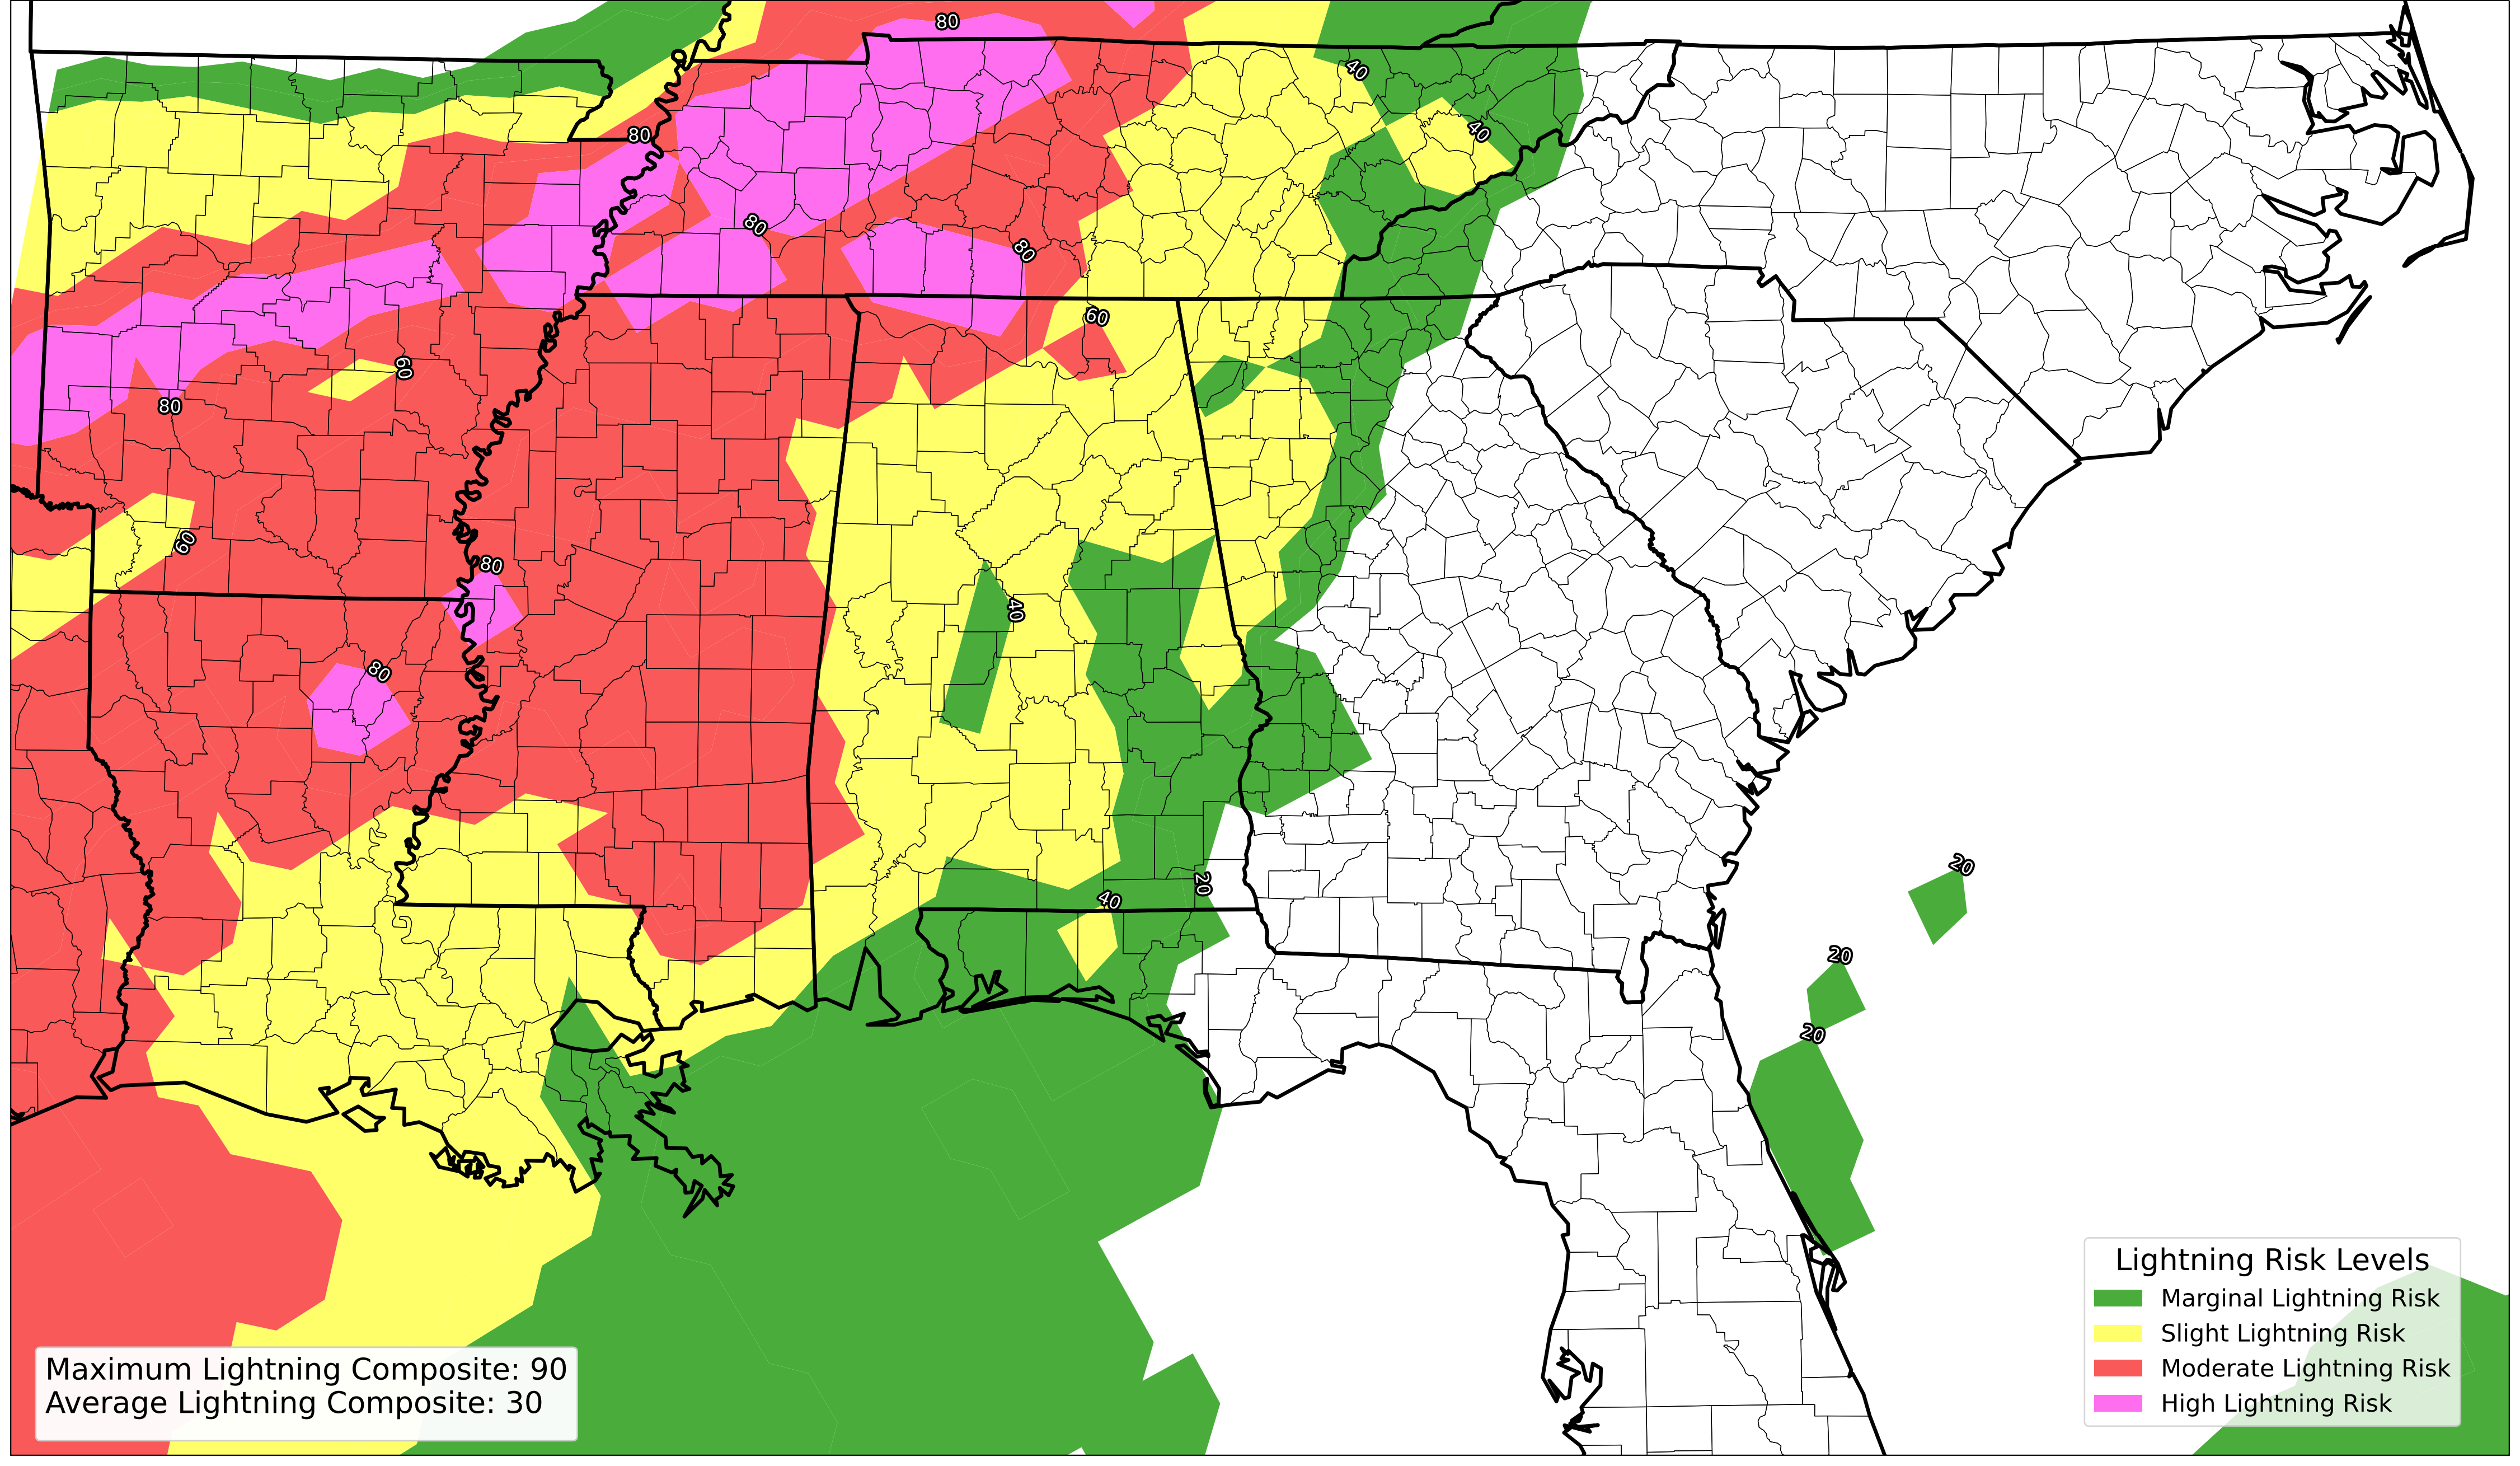 80
40
80
40
80
80
60
60
80
60
80
40
80
20
20
40
20
20
Lightning Risk Levels
Marginal Lightning Risk
Slight Lightning Risk
Moderate Lightning Risk
High Lightning Risk
Maximum Lightning Composite: 90
Average Lightning Composite: 30